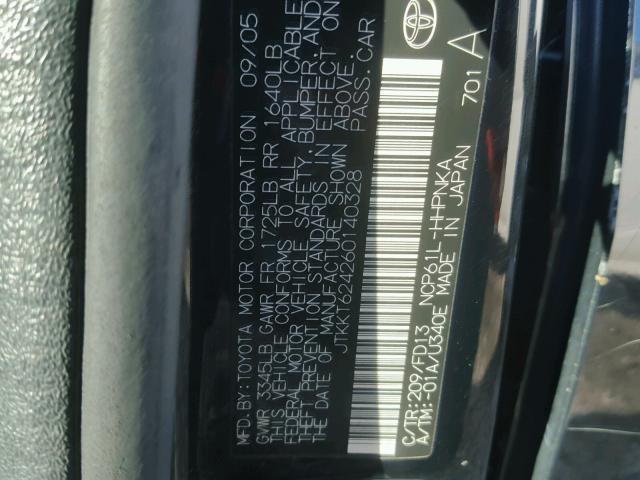 MFD BY: TOYOTA MOTOR CORPORATION 09/05
GVWR 3345LB GAWR FR 1725LB RR 1640LB
THIS VEHICLE CONFORMS TO ALL APPLICABLE
FEDERAL MOTOR VEHICLE SAFETY, BUMPER, AND
THEFT PREVENTION STANDARDS IN EFFECT ON
THE DATE OF MANUFACTURE SHOWN ABOVE.
JTKKT624260140328 PASS. CAR
C/TR:209/FD13 NCP61L-HHPNKA
A/TM:-01A/U340E MADE IN JAPAN
701 A